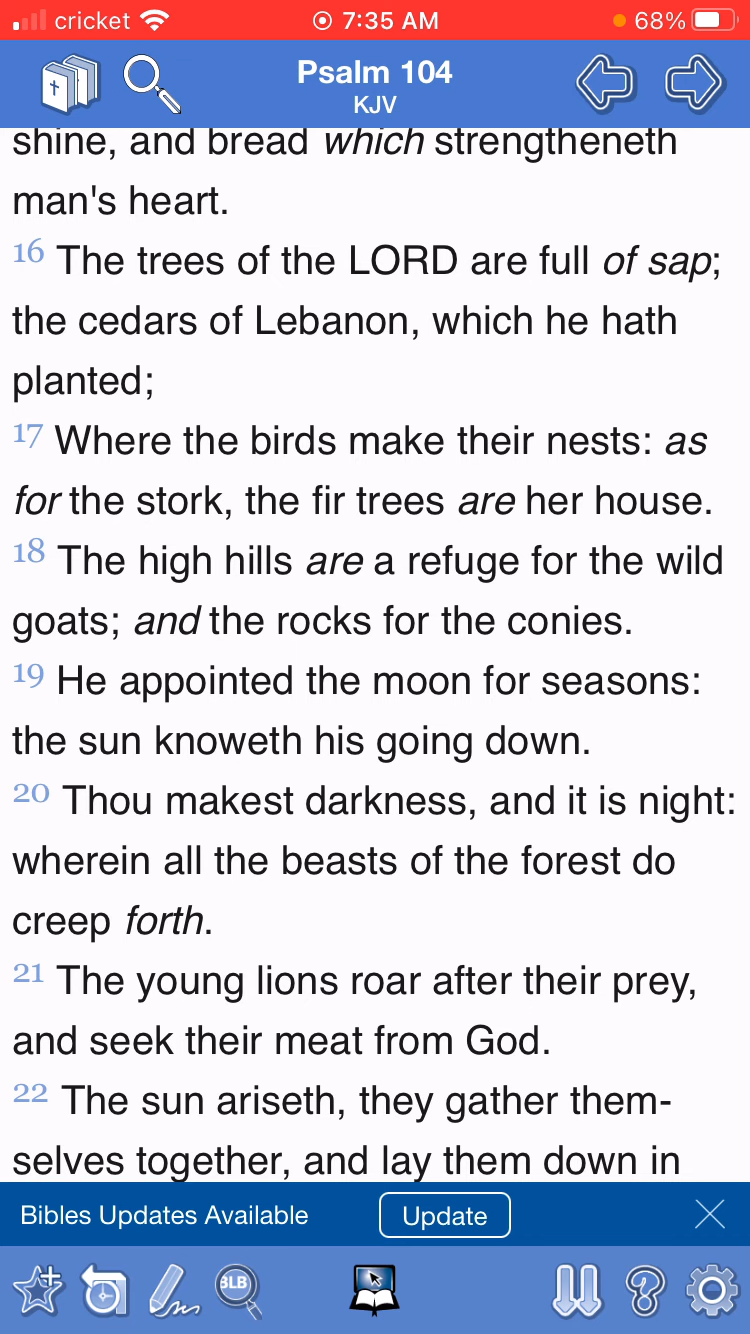 cricket 7:35 AM 68%
Psalm 104
KJV
shine, and bread which strengtheneth
man's heart.
16 The trees of the LORD are full of sap;
the cedars of Lebanon, which he hath
planted;
17 Where the birds make their nests: as
for the stork, the fir trees are her house.
18 The high hills are a refuge for the wild
goats; and the rocks for the conies.
19 He appointed the moon for seasons:
the sun knoweth his going down.
20 Thou makest darkness, and it is night:
wherein all the beasts of the forest do
creep forth.
21 The young lions roar after their prey,
and seek their meat from God.
22 The sun ariseth, they gather them-
selves together, and lay them down in
Bibles Updates Available Update
BLB